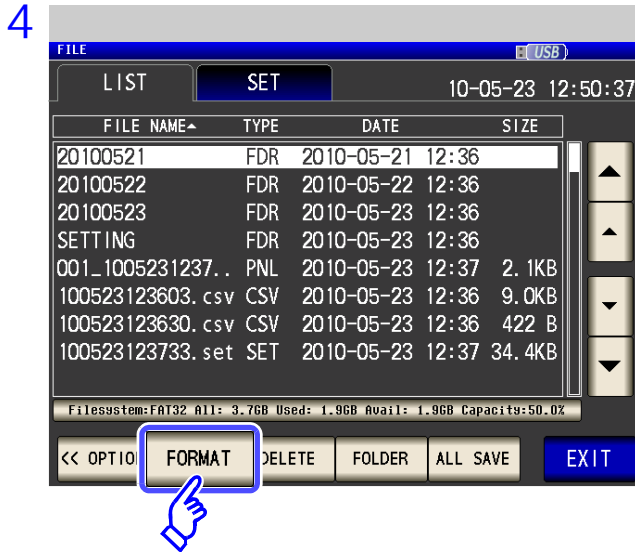 4
FILE USB
LIST SET 10-05-23 12:50:37
FILE NAME▲ TYPE DATE SIZE
20100521 FDR 2010-05-21 12:36
20100522 FDR 2010-05-22 12:36
20100523 FDR 2010-05-23 12:36
SETTING FDR 2010-05-23 12:36
001_1005231237.. PNL 2010-05-23 12:37 2.1KB
100523123603.csv CSV 2010-05-23 12:36 9.0KB
100523123630.csv CSV 2010-05-23 12:36 422 B
100523123733.set SET 2010-05-23 12:37 34.4KB
Filesystem:FAT32 All: 3.7GB Used: 1.9GB Avail: 1.9GB Capacity:50.0%
<< OPTIO FORMAT DELETE FOLDER ALL SAVE EXIT